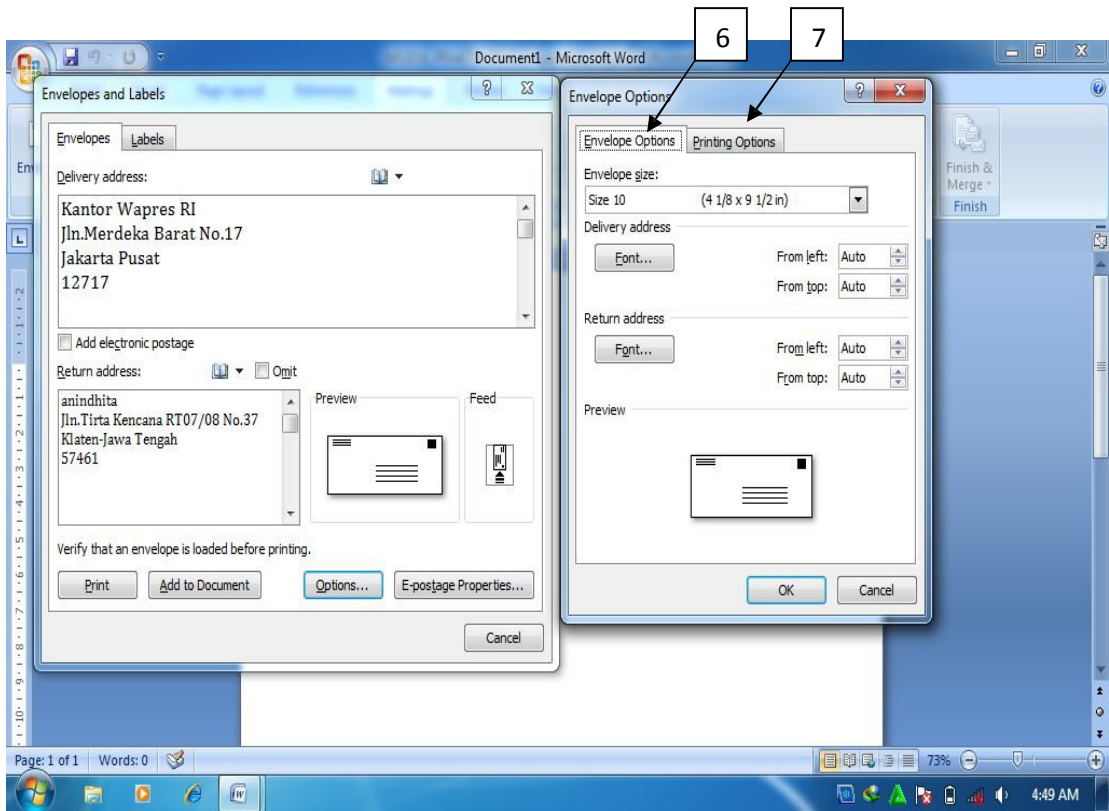 6
7
Document1 - Microsoft Word
Envelopes and Labels
Envelopes
Labels
Delivery address:
Kantor Wapres RI
Jln.Merdeka Barat No.17
Jakarta Pusat
12717
Add electronic postage
Return address:
Omit
anindhita
Jln.Tirta Kencana RT07/08 No.37
Klaten-Jawa Tengah
57461
Preview
Feed
Verify that an envelope is loaded before printing.
Print
Add to Document
Options...
E-postage Properties...
Cancel
Envelope Options
Envelope Options
Printing Options
Envelope size:
Size 10 (4 1/8 x 9 1/2 in)
Delivery address
Font...
From left: Auto
From top: Auto
Return address
Font...
From left: Auto
From top: Auto
Preview
OK
Cancel
Finish &
Merge
Finish
Page: 1 of 1
Words: 0
73%
4:49 AM